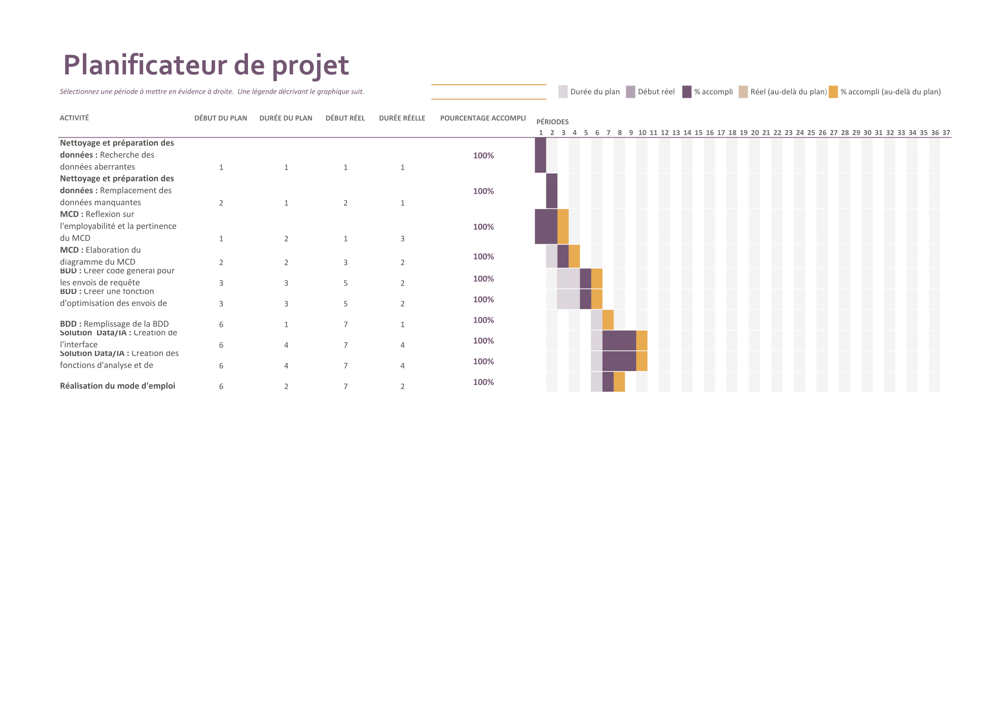 Planificateur de projet
Sélectionnez une période à mettre en évidence à droite.  Une légende décrivant le graphique suit.
Durée du plan Début réel % accompli Réel (au-delà du plan) % accompli (au-delà du plan)
ACTIVITÉ DÉBUT DU PLAN DURÉE DU PLAN DÉBUT RÉEL DURÉE RÉELLE POURCENTAGE ACCOMPLI
PÉRIODES
1 2 3 4 5 6 7 8 9 10 11 12 13 14 15 16 17 18 19 20 21 22 23 24 25 26 27 28 29 30 31 32 33 34 35 36 37
Nettoyage et préparation des
données : Recherche des
100%
données aberrantes 1 1 1 1
Nettoyage et préparation des
données : Remplacement des
100%
données manquantes 2 1 2 1
MCD : Reflexion sur
l'employabilité et la pertinence
100%
du MCD 1 2 1 3
MCD : Elaboration du
100%
diagramme du MCD 2 2 3 2
BDD : Créer code général pour
100%
les envois de requête 3 3 5 2
BDD : Créer une fonction
100%
d'optimisation des envois de 3 3 5 2
100%
BDD : Remplissage de la BDD 6 1 7 1
Solution  Data/IA : Création de
100%
l'interface 6 4 7 4
Solution Data/IA : Création des
100%
fonctions d'analyse et de 6 4 7 4
100%
Réalisation du mode d'emploi 6 2 7 2